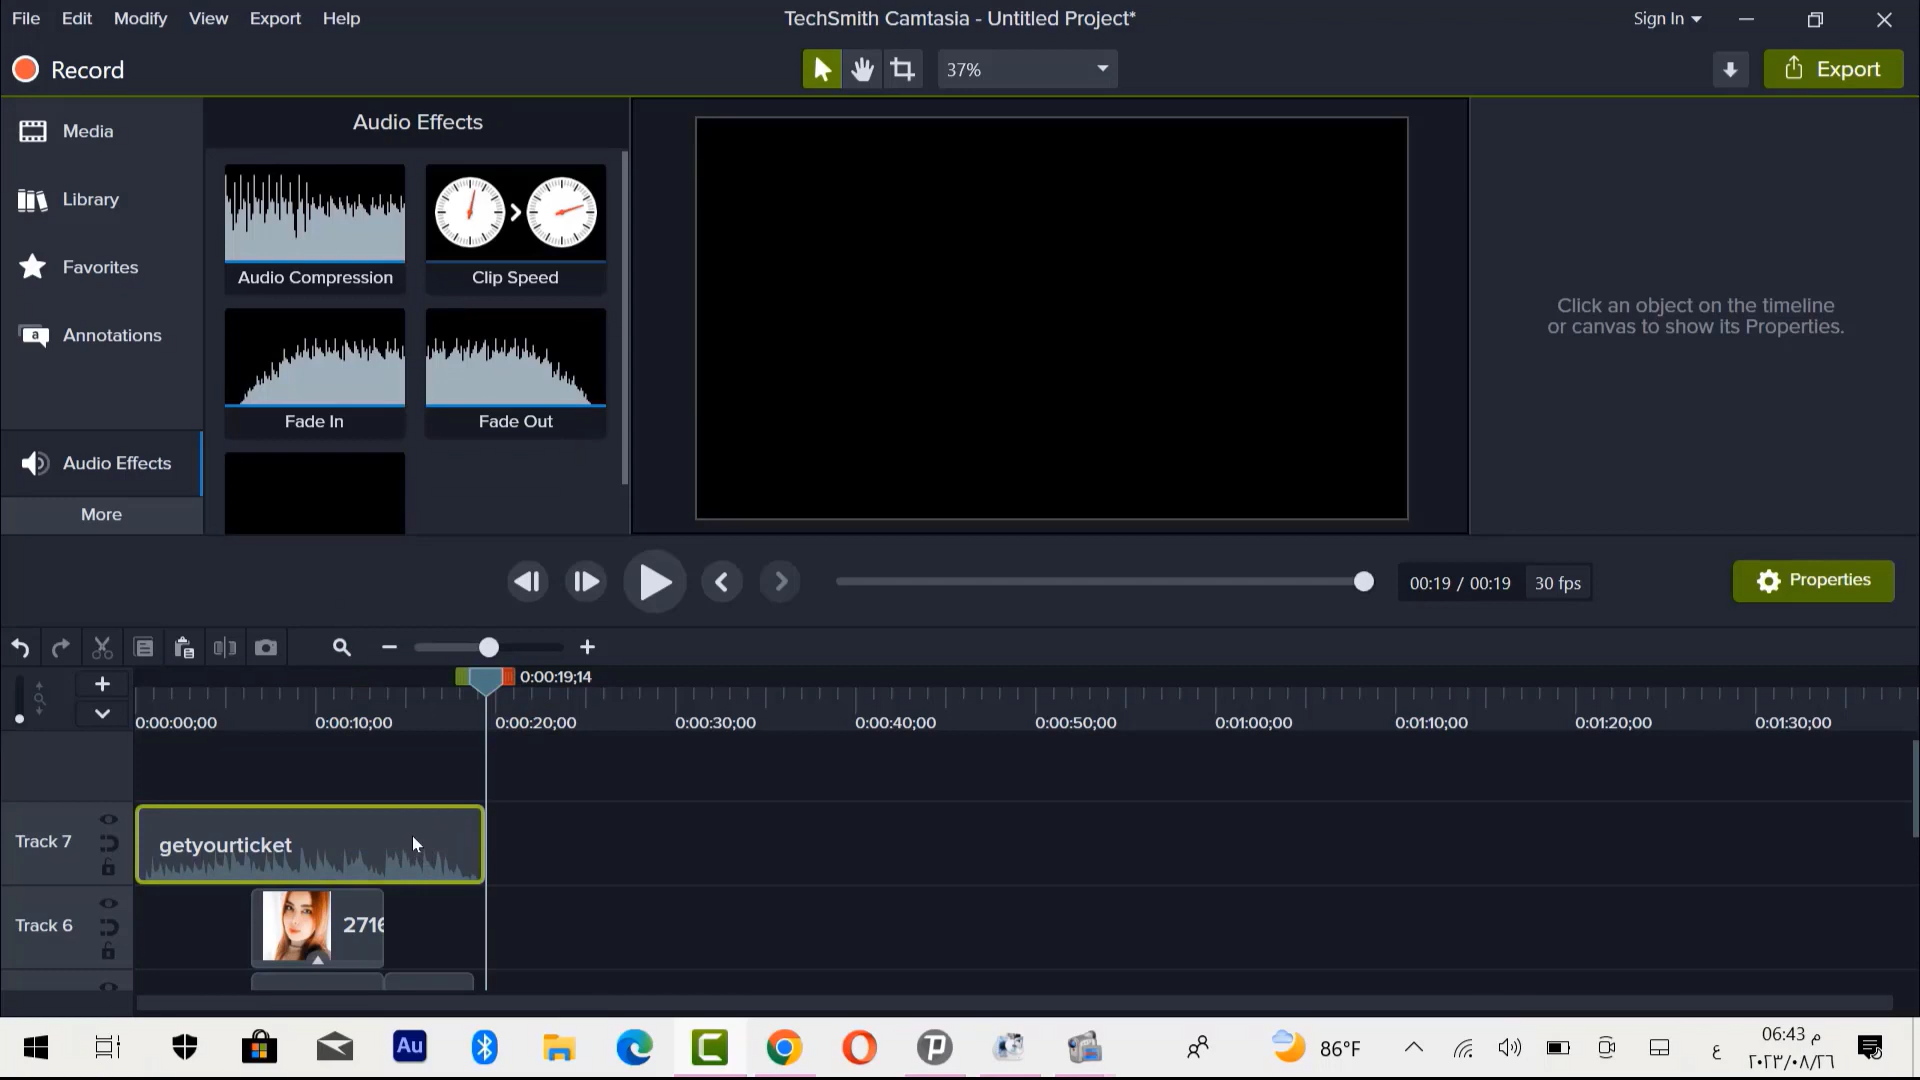 File Edit Modify View Export Help
TechSmith Camtasia - Untitled Project*
Sign In
Record
37%
Export
Media
Library
Favorites
a
Annotations
Audio Effects
More
Audio Effects
Audio Compression
Clip Speed
Fade In
Fade Out
Click an object on the timeline
or canvas to show its Properties.
00:19 / 00:19
30 fps
Properties
0:00:19;14
0:00:00;00 0:00:10;00 0:00:20;00 0:00:30;00 0:00:40;00 0:00:50;00 0:01:00;00 0:01:10;00 0:01:20;00 0:01:30;00
Track 7
getyourticket
Track 6
2716
Au
86°F
ع
06:43 م
٢٠٢٣/٠٨/٢٦